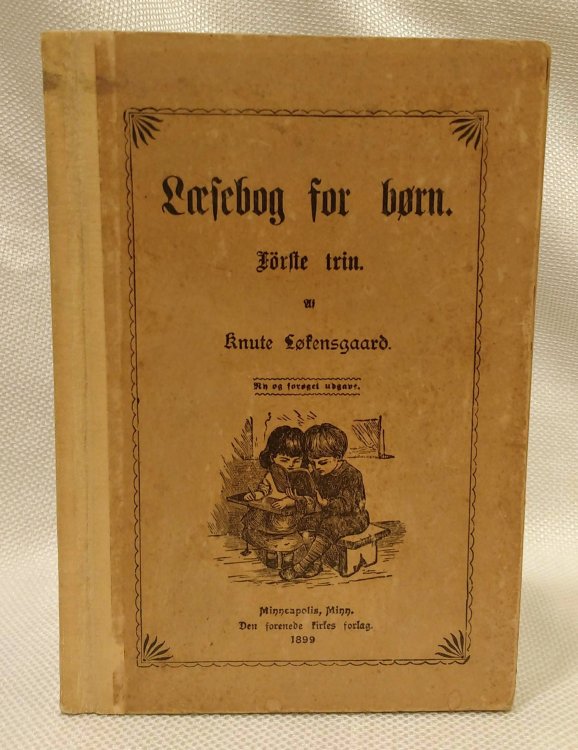 Læsebog for børn.
Förste trin.
Af
Knute Løkensgaard.
Ny og forøget udgave.
Minneapolis, Minn.
Den forenede kirkes forlag.
1899